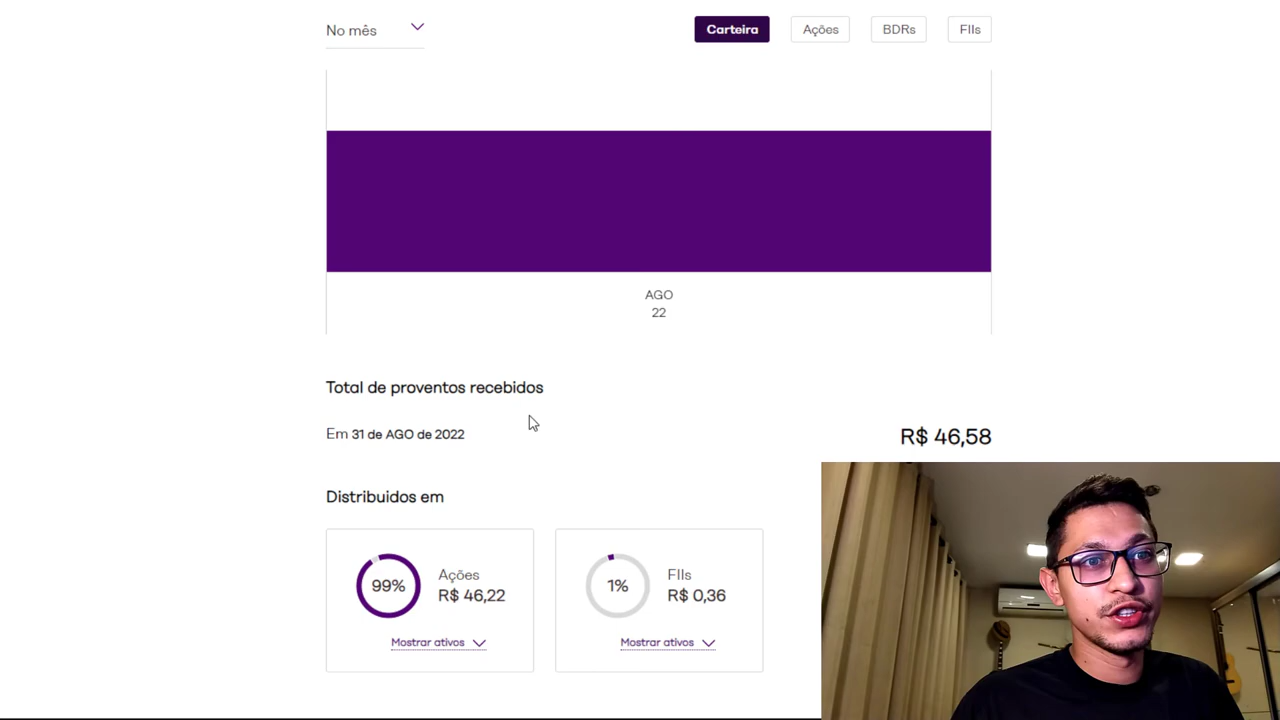 No mês
Carteira
Ações
BDRs
FIIs
AGO
22
Total de proventos recebidos
Em 31 de AGO de 2022
R$ 46,58
Distribuidos em
99%
Ações
R$ 46,22
Mostrar ativos
1%
FIIs
R$ 0,36
Mostrar ativos